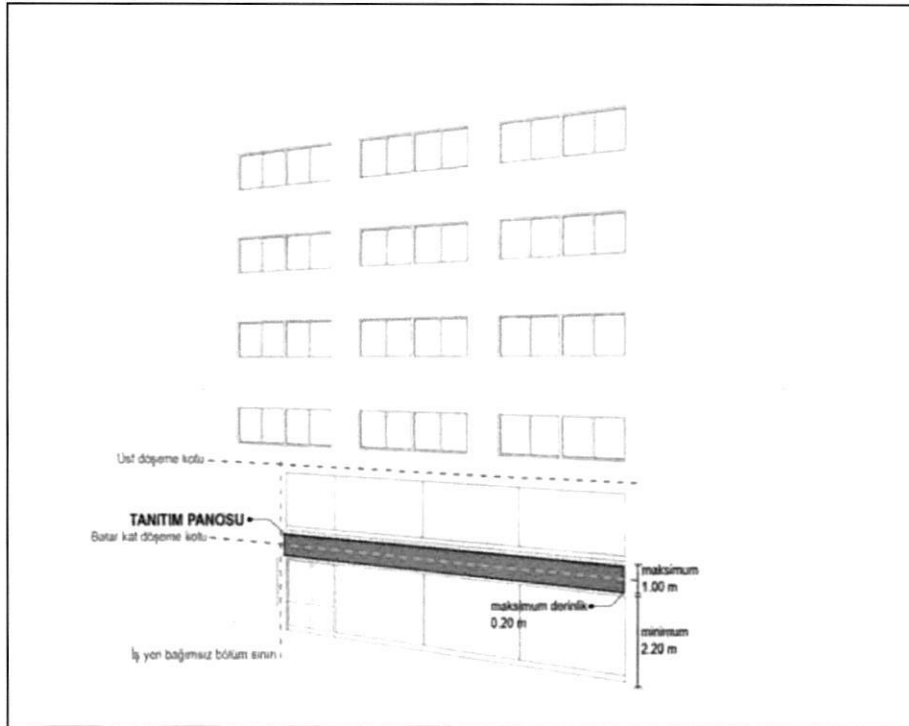 Üst döşeme kotu
TANITIM PANOSU
Batar kat döşeme kotu
maksimum
1.00 m
maksimum derinlik
0.20 m
minimum
2.20 m
İş yeri bağımsız bölüm sınırı